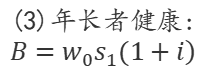 (3) 年长者健康：
B = w₀s₁(1 + i)